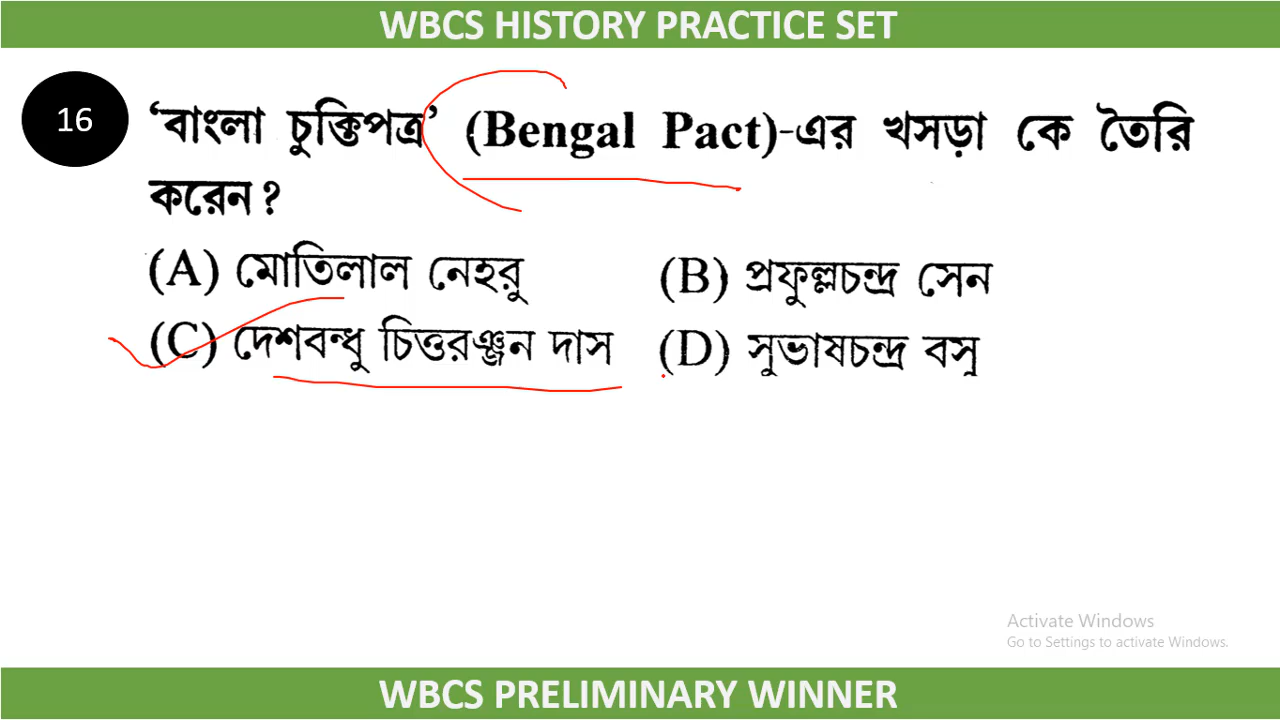 WBCS HISTORY PRACTICE SET
16
‘বাংলা চুক্তিপত্র’ (Bengal Pact)-এর খসড়া কে তৈরি
করেন?
(A) মোতিলাল নেহরু (B) প্রফুল্লচন্দ্র সেন
(C) দেশবন্ধু চিত্তরঞ্জন দাস (D) সুভাষচন্দ্র বসু
Activate Windows
Go to Settings to activate Windows.
WBCS PRELIMINARY WINNER